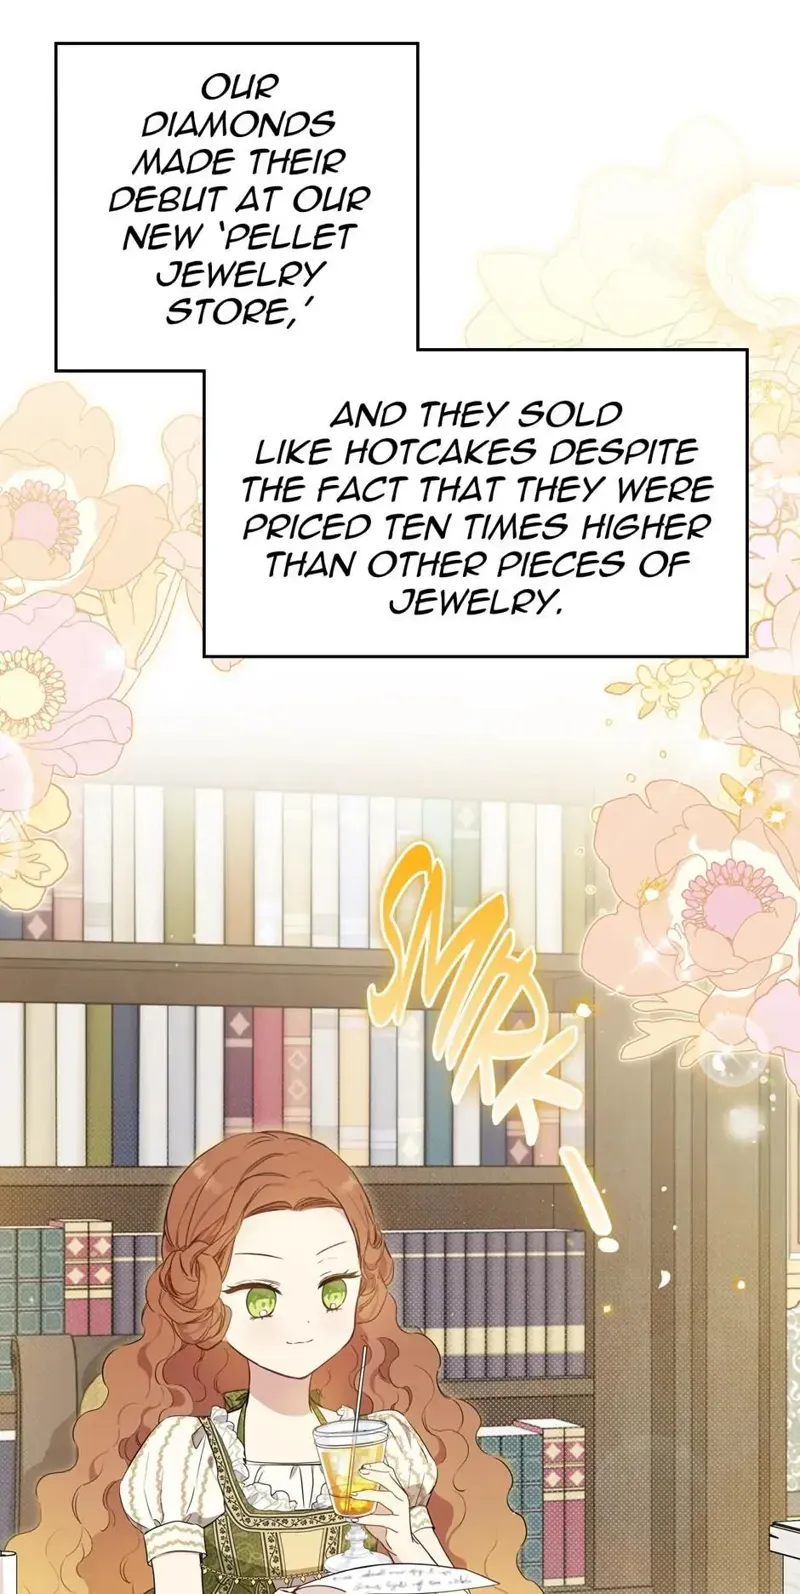 OUR
DIAMONDS
MADE THEIR
DEBUT AT OUR
NEW 'PELLET
JEWELRY
STORE,'
AND THEY SOLD
LIKE HOTCAKES DESPITE
THE FACT THAT THEY WERE
PRICED TEN TIMES HIGHER
THAN OTHER PIECES OF
JEWELRY.
SMIRK